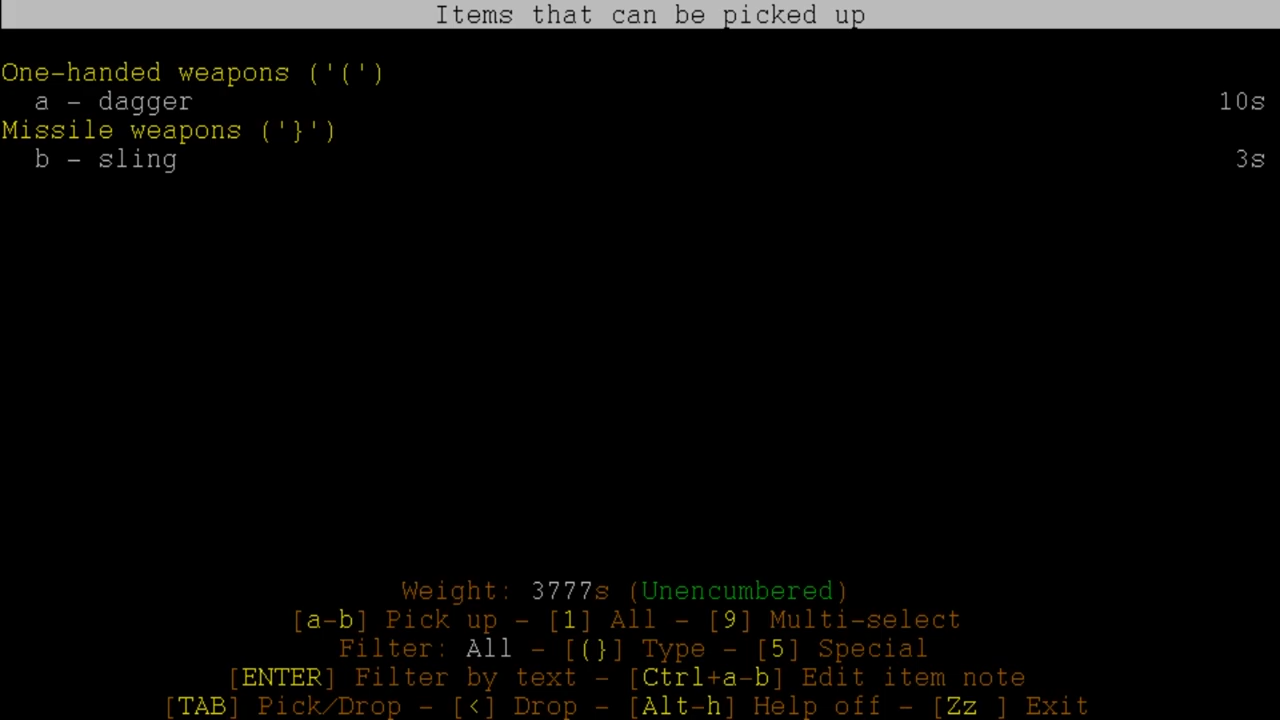 Items that can be picked up
One-handed weapons ('(')
a - dagger 10s
Missile weapons ('}')
b - sling 3s
Weight: 3777s (Unencumbered)
[a-b] Pick up - [1] All - [9] Multi-select
Filter: All - [(}] Type - [5] Special
[ENTER] Filter by text - [Ctrl+a-b] Edit item note
[TAB] Pick/Drop - [<] Drop - [Alt-h] Help off - [Zz ] Exit